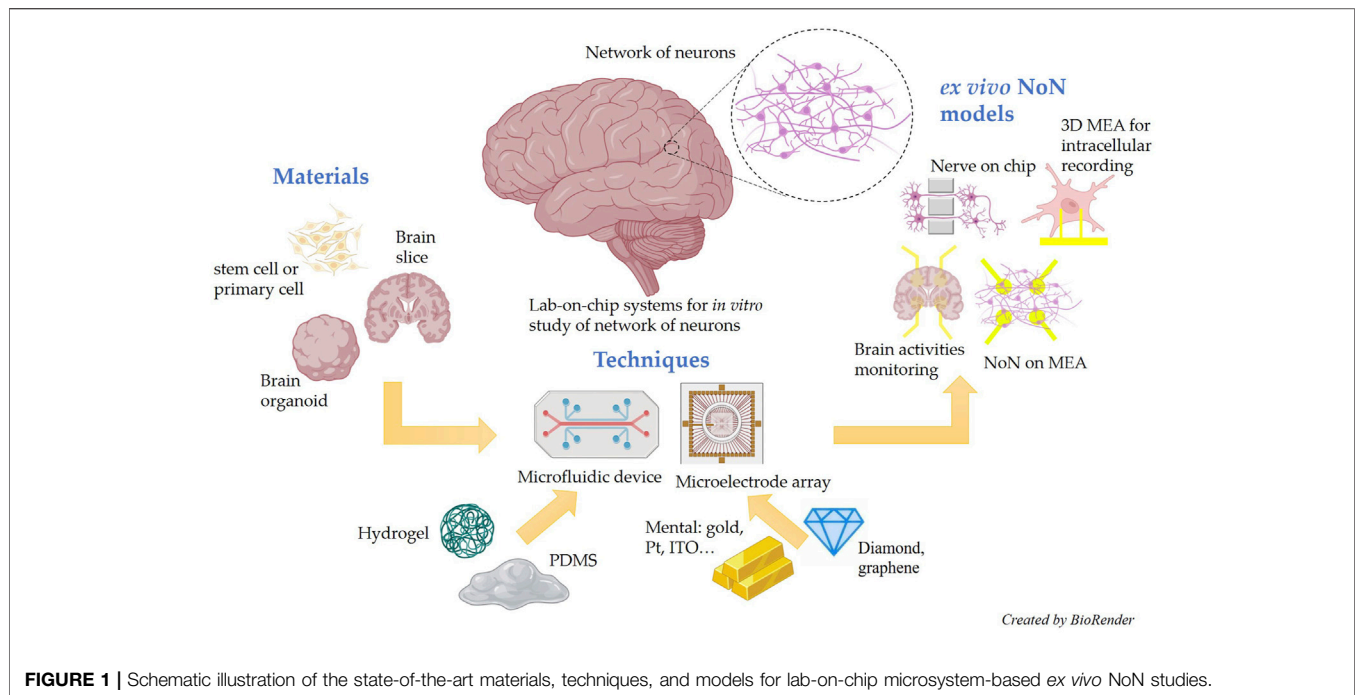 Network of neurons
ex vivo NoN
models
3D MEA for
intracellular
recording
Nerve on chip
Materials
Brain
slice
stem cell or
primary cell
Brain
organoid
Lab-on-chip systems for in vitro
study of network of neurons
Techniques
Brain activities
monitoring
NoN on MEA
Microfluidic device
Microelectrode array
Hydrogel
PDMS
Mental: gold,
Pt, ITO...
Diamond,
graphene
Created by BioRender
FIGURE 1 | Schematic illustration of the state-of-the-art materials, techniques, and models for lab-on-chip microsystem-based ex vivo NoN studies.